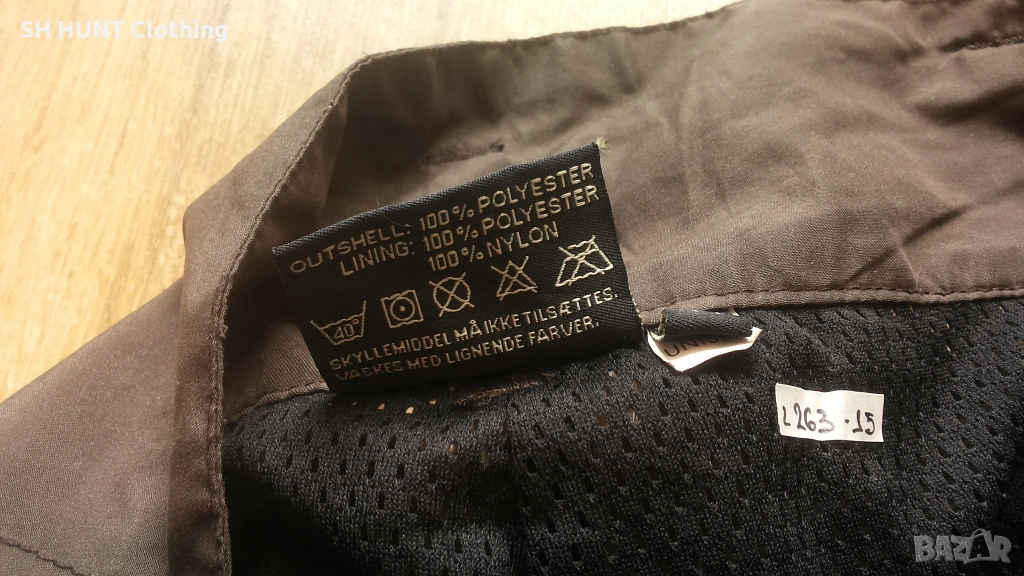 SH HUNT Clothing
OUTSHELL: 100% POLYESTER
LINING: 100% POLYESTER
100% NYLON
40°
SKYLLEMIDDEL MÅ IKKE TILSÆTTES.
VASKES MED LIGNENDE FARVER.
L263.15
BAZAR